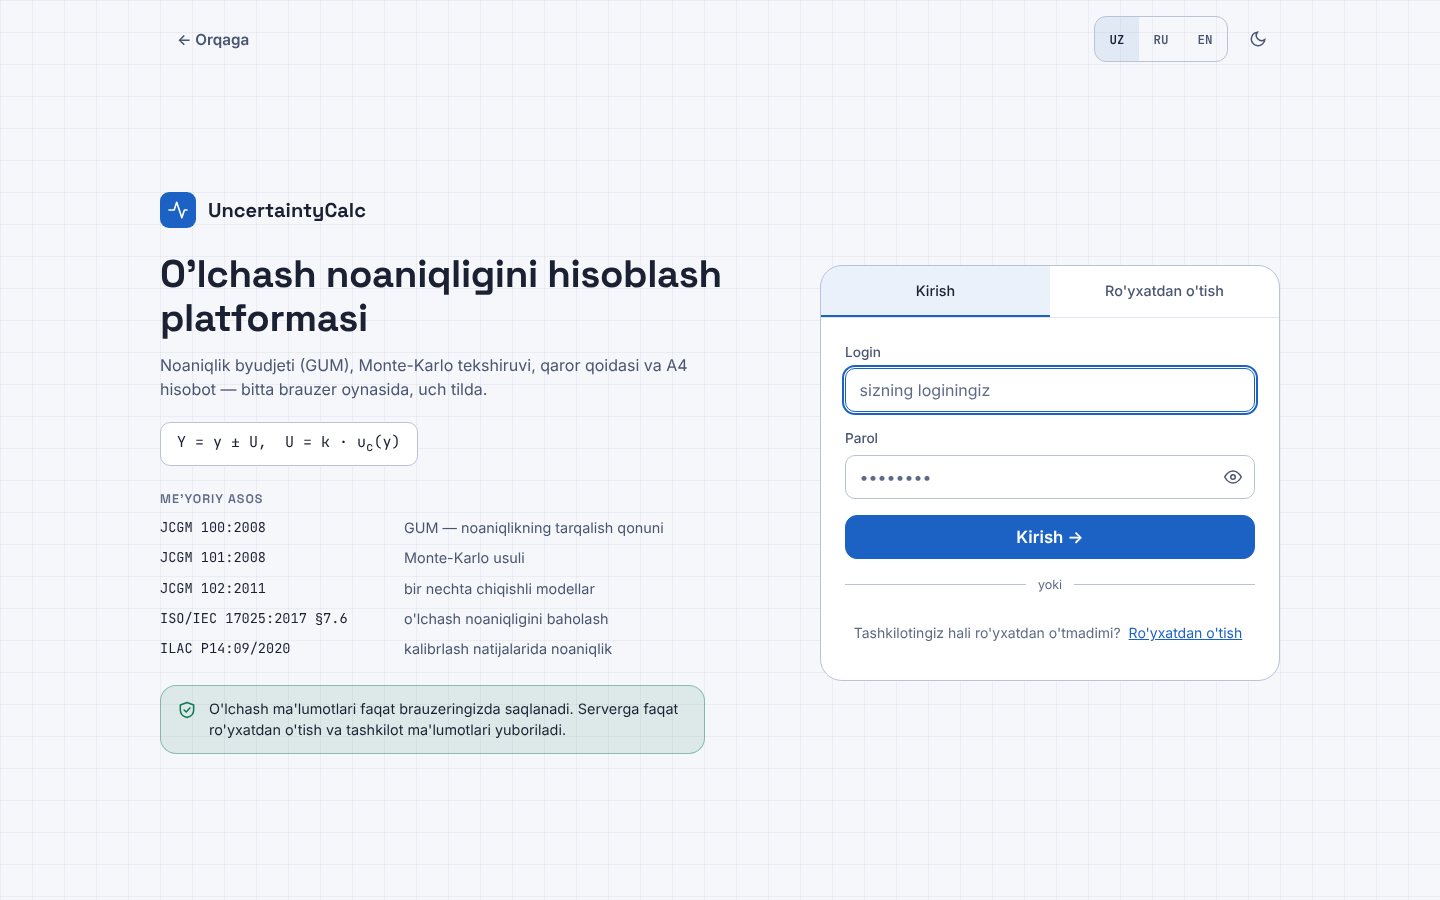 ← Orqaga
UZ RU EN
UncertaintyCalc
O’lchash noaniqligini hisoblash
platformasi
Noaniqlik byudjeti (GUM), Monte-Karlo tekshiruvi, qaror qoidasi va A4
hisobot — bitta brauzer oynasida, uch tilda.
Y = y ± U, U = k · u_c(y)
ME’YORIY ASOS
JCGM 100:2008 GUM — noaniqlikning tarqalish qonuni
JCGM 101:2008 Monte-Karlo usuli
JCGM 102:2011 bir nechta chiqishli modellar
ISO/IEC 17025:2017 §7.6 o'lchash noaniqligini baholash
ILAC P14:09/2020 kalibrlash natijalarida noaniqlik
O'lchash ma'lumotlari faqat brauzeringizda saqlanadi. Serverga faqat
ro'yxatdan o'tish va tashkilot ma'lumotlari yuboriladi.
Kirish Ro'yxatdan o'tish
Login
sizning loginingiz
Parol
••••••••
Kirish →
yoki
Tashkilotingiz hali ro'yxatdan o'tmadimi? Ro'yxatdan o'tish